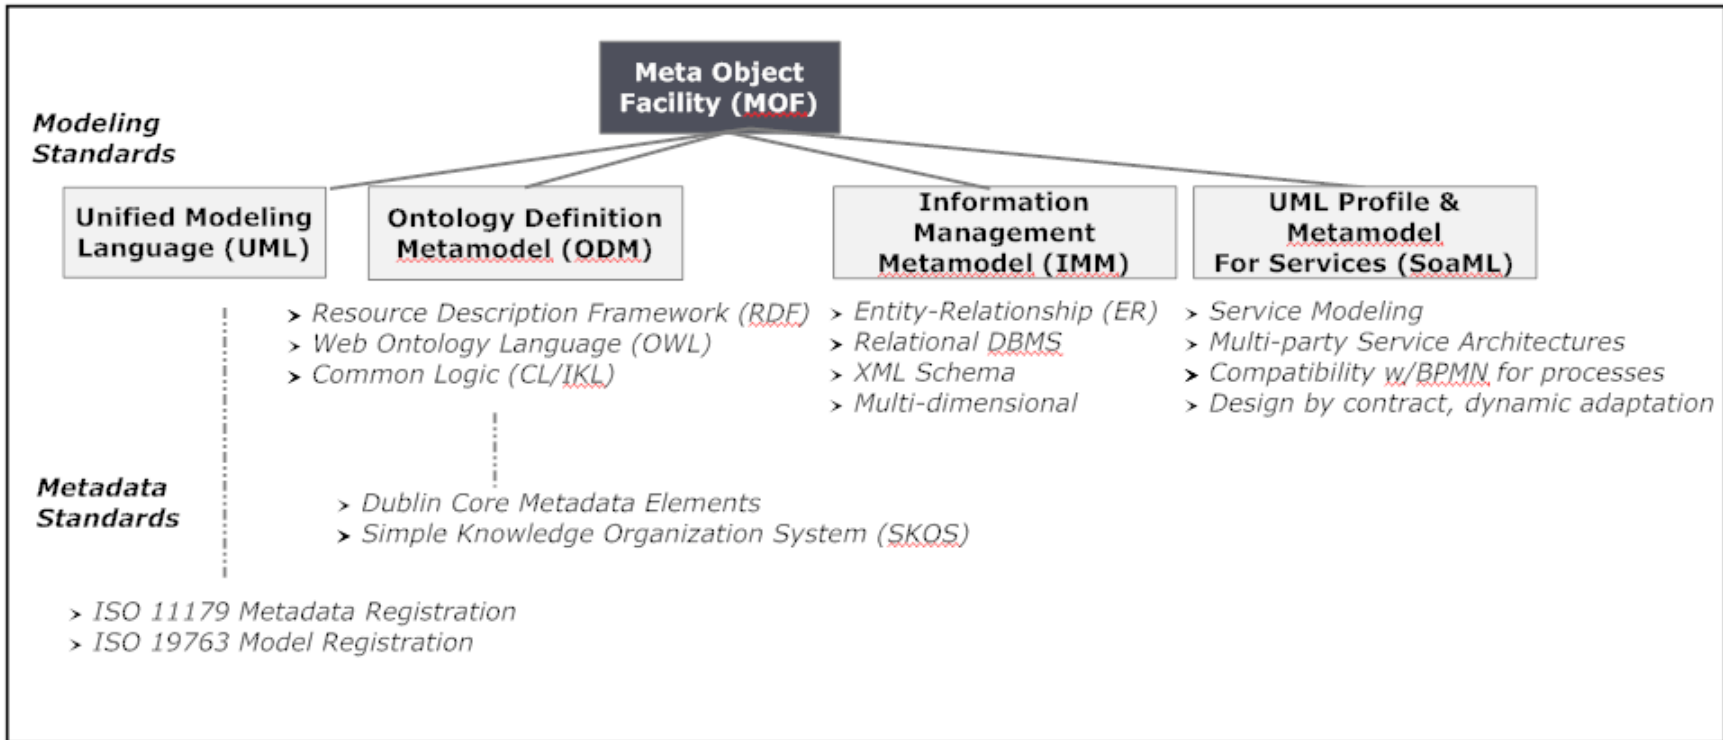 Meta Object
Facility (MOF)
Modeling
Standards
Unified Modeling
Language (UML)
Ontology Definition
Metamodel (ODM)
Information
Management
Metamodel (IMM)
UML Profile &
Metamodel
For Services (SoaML)
➢ Resource Description Framework (RDF)
➢ Web Ontology Language (OWL)
➢ Common Logic (CL/IKL)
➢ Entity-Relationship (ER)
➢ Relational DBMS
➢ XML Schema
➢ Multi-dimensional
➢ Service Modeling
➢ Multi-party Service Architectures
➢ Compatibility w/BPMN for processes
➢ Design by contract, dynamic adaptation
Metadata
Standards
➢ Dublin Core Metadata Elements
➢ Simple Knowledge Organization System (SKOS)
➢ ISO 11179 Metadata Registration
➢ ISO 19763 Model Registration